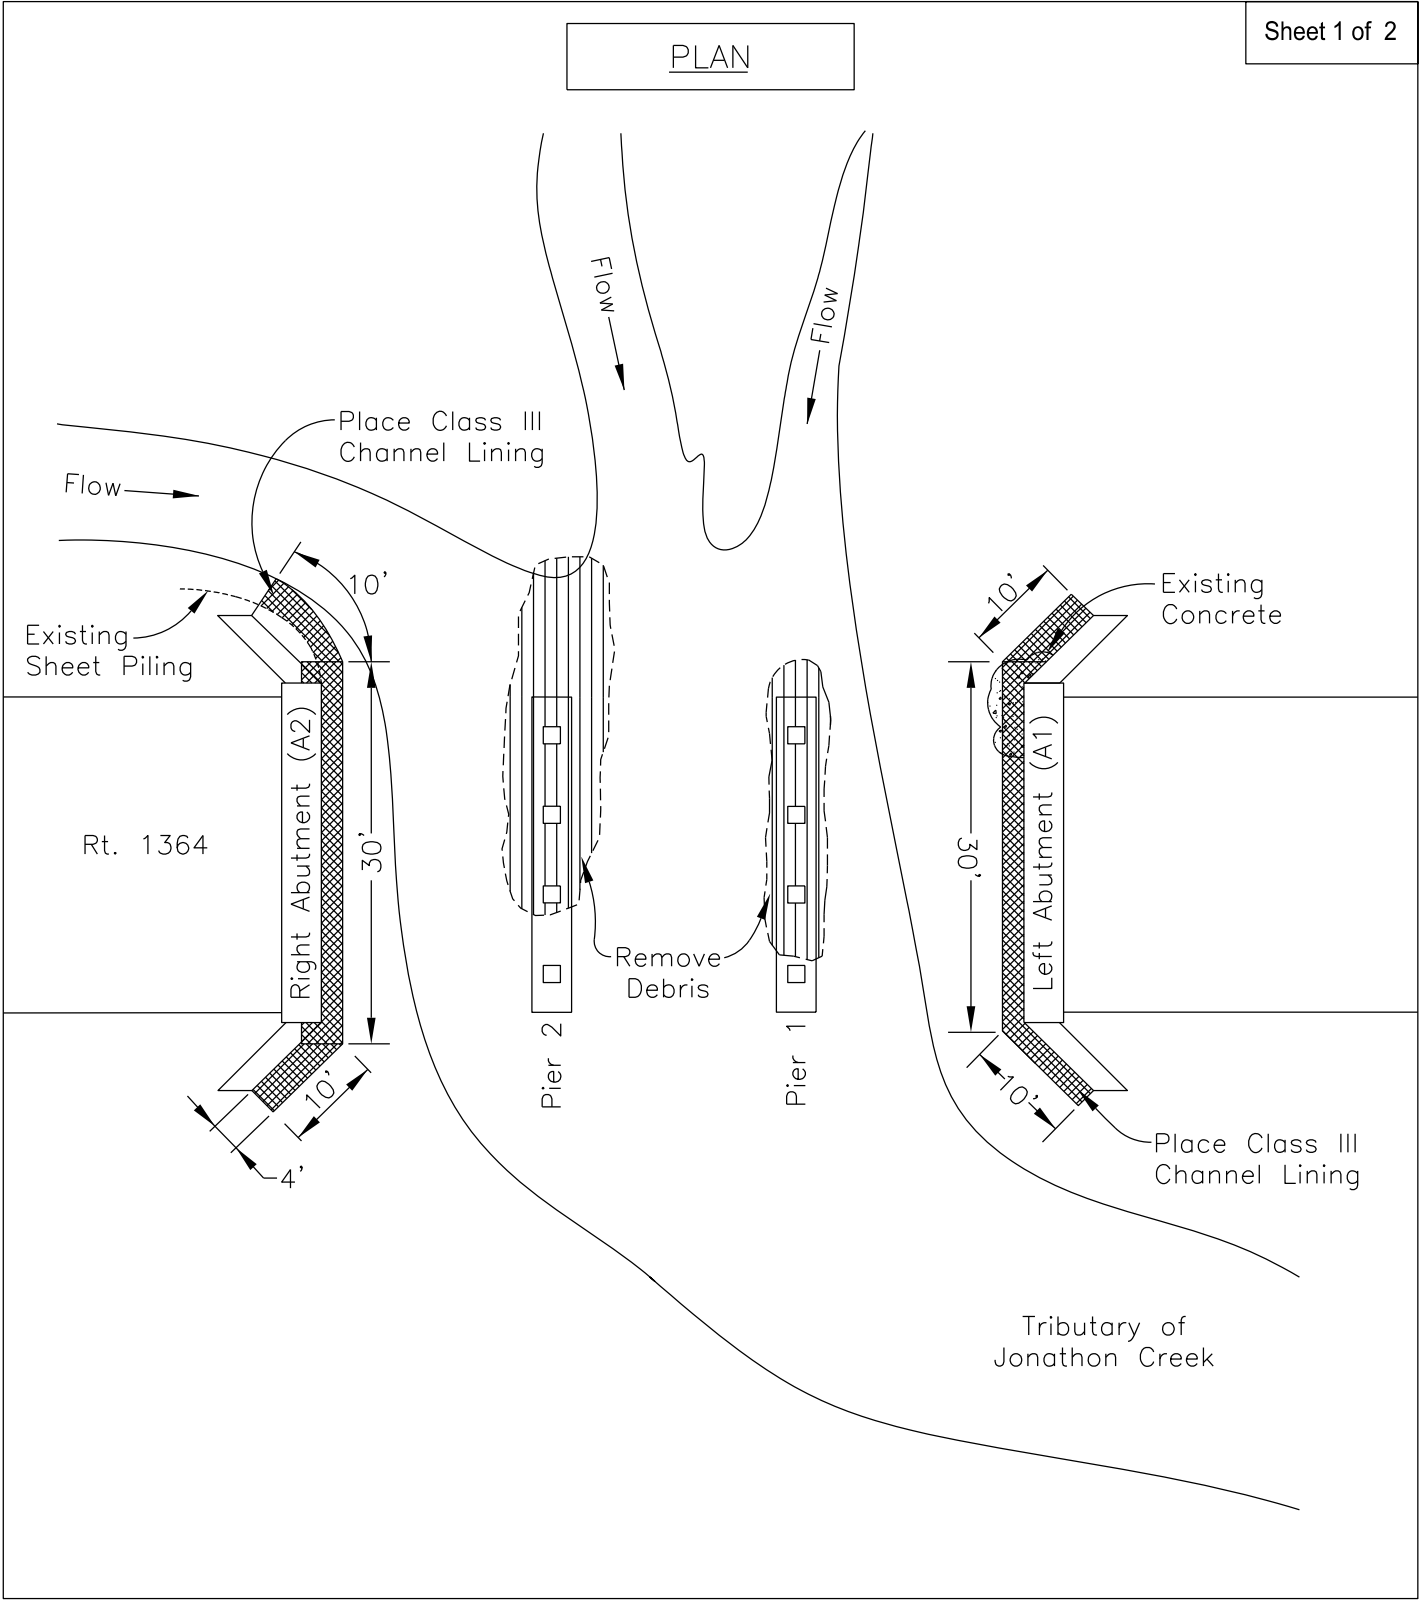 Sheet 1 of 2
PLAN
Flow
Flow
Place Class III
Channel Lining
Flow
10'
10'
Existing
Concrete
Existing
Sheet Piling
Rt. 1364
Right Abutment (A2)
30'
30'
Left Abutment (A1)
Remove
Debris
Pier 2
Pier 1
10'
10'
4'
Place Class III
Channel Lining
Tributary of
Jonathon Creek